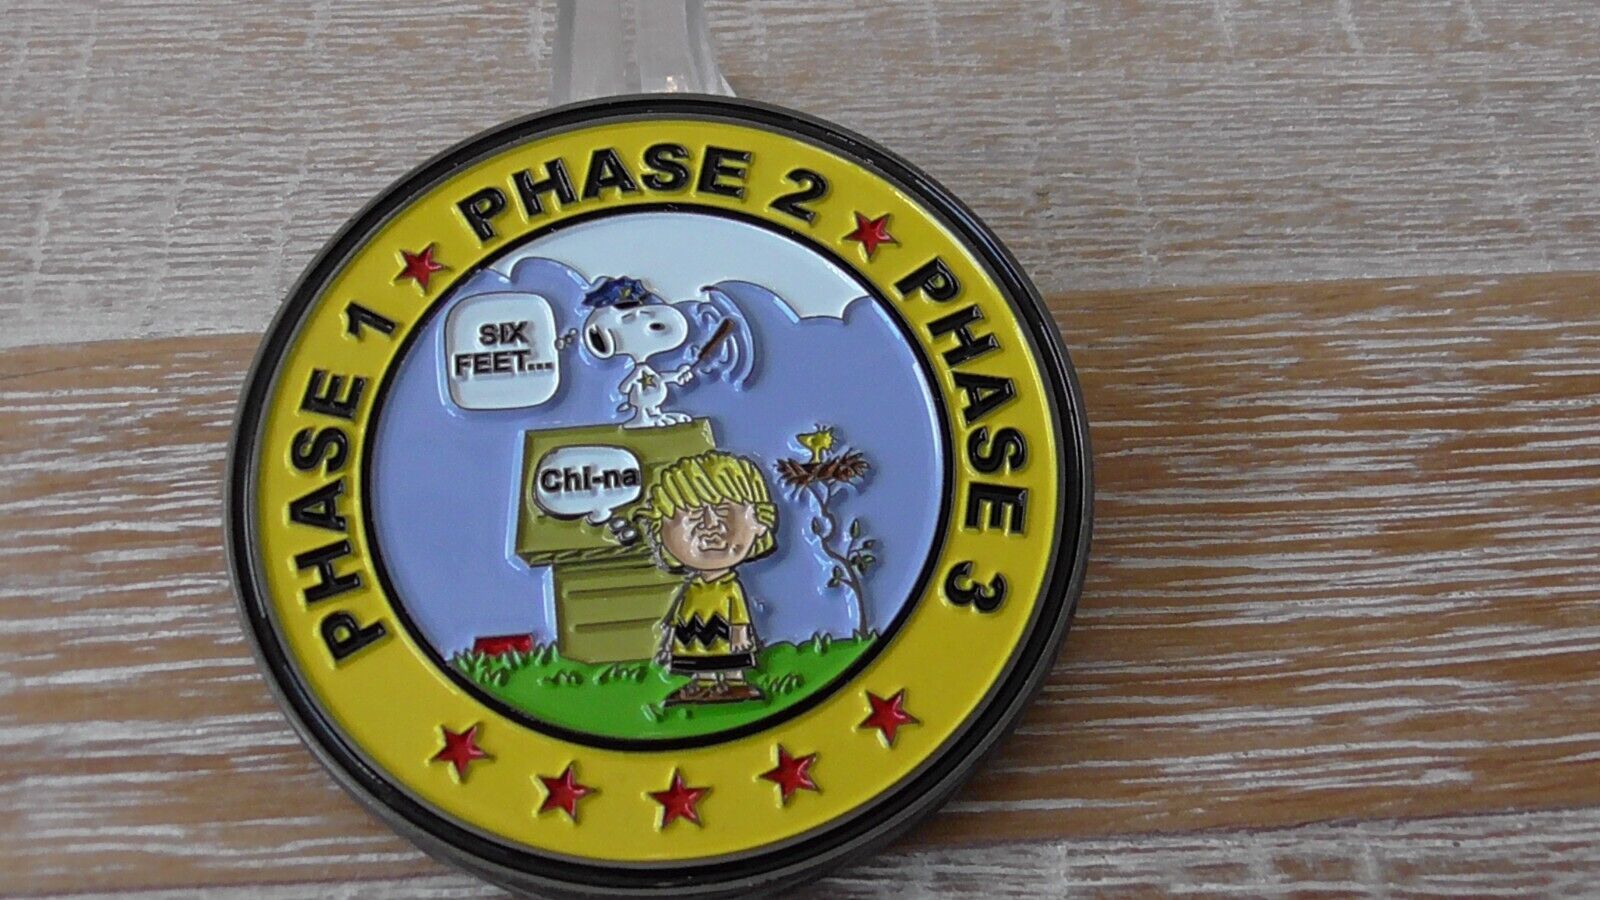 PHASE 1
PHASE 2
PHASE 3
SIX
FEET...
Chi-na